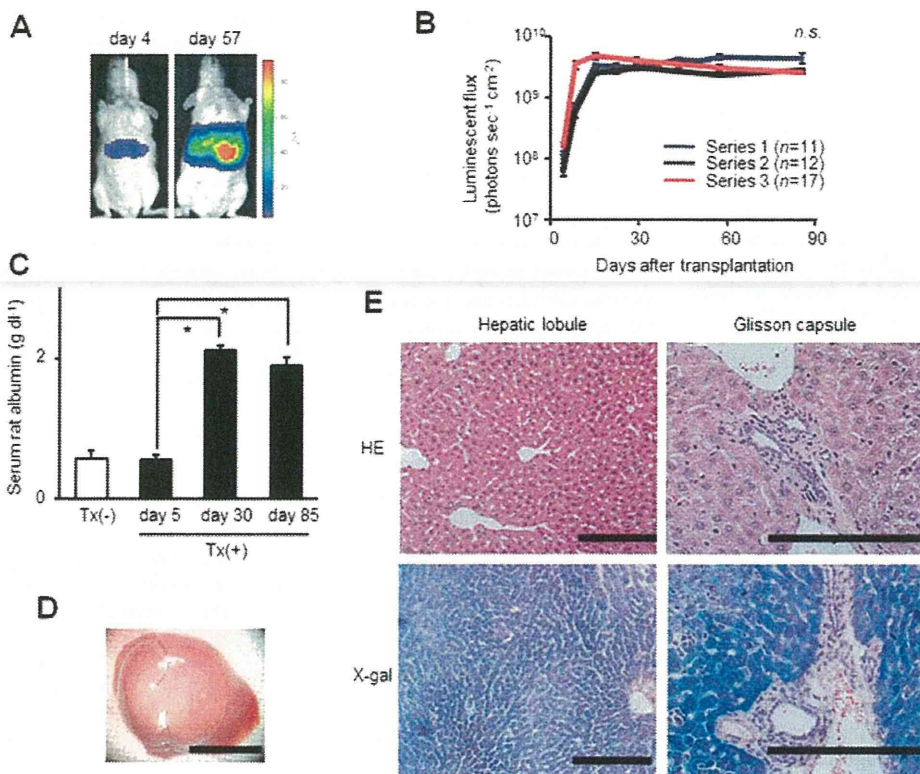 A
day 4
day 57
B
n.s.
10¹⁰
10⁹
10⁸
10⁷
Luminescent flux
(photons sec⁻¹ cm⁻²)
Series 1 (n=11)
Series 2 (n=12)
Series 3 (n=17)
0
30
60
90
Days after transplantation
C
Serum rat albumin (g dl⁻¹)
2
0
*
*
Tx(-)
day 5
day 30
day 85
Tx(+)
D
E
Hepatic lobule
Glisson capsule
HE
X-gal